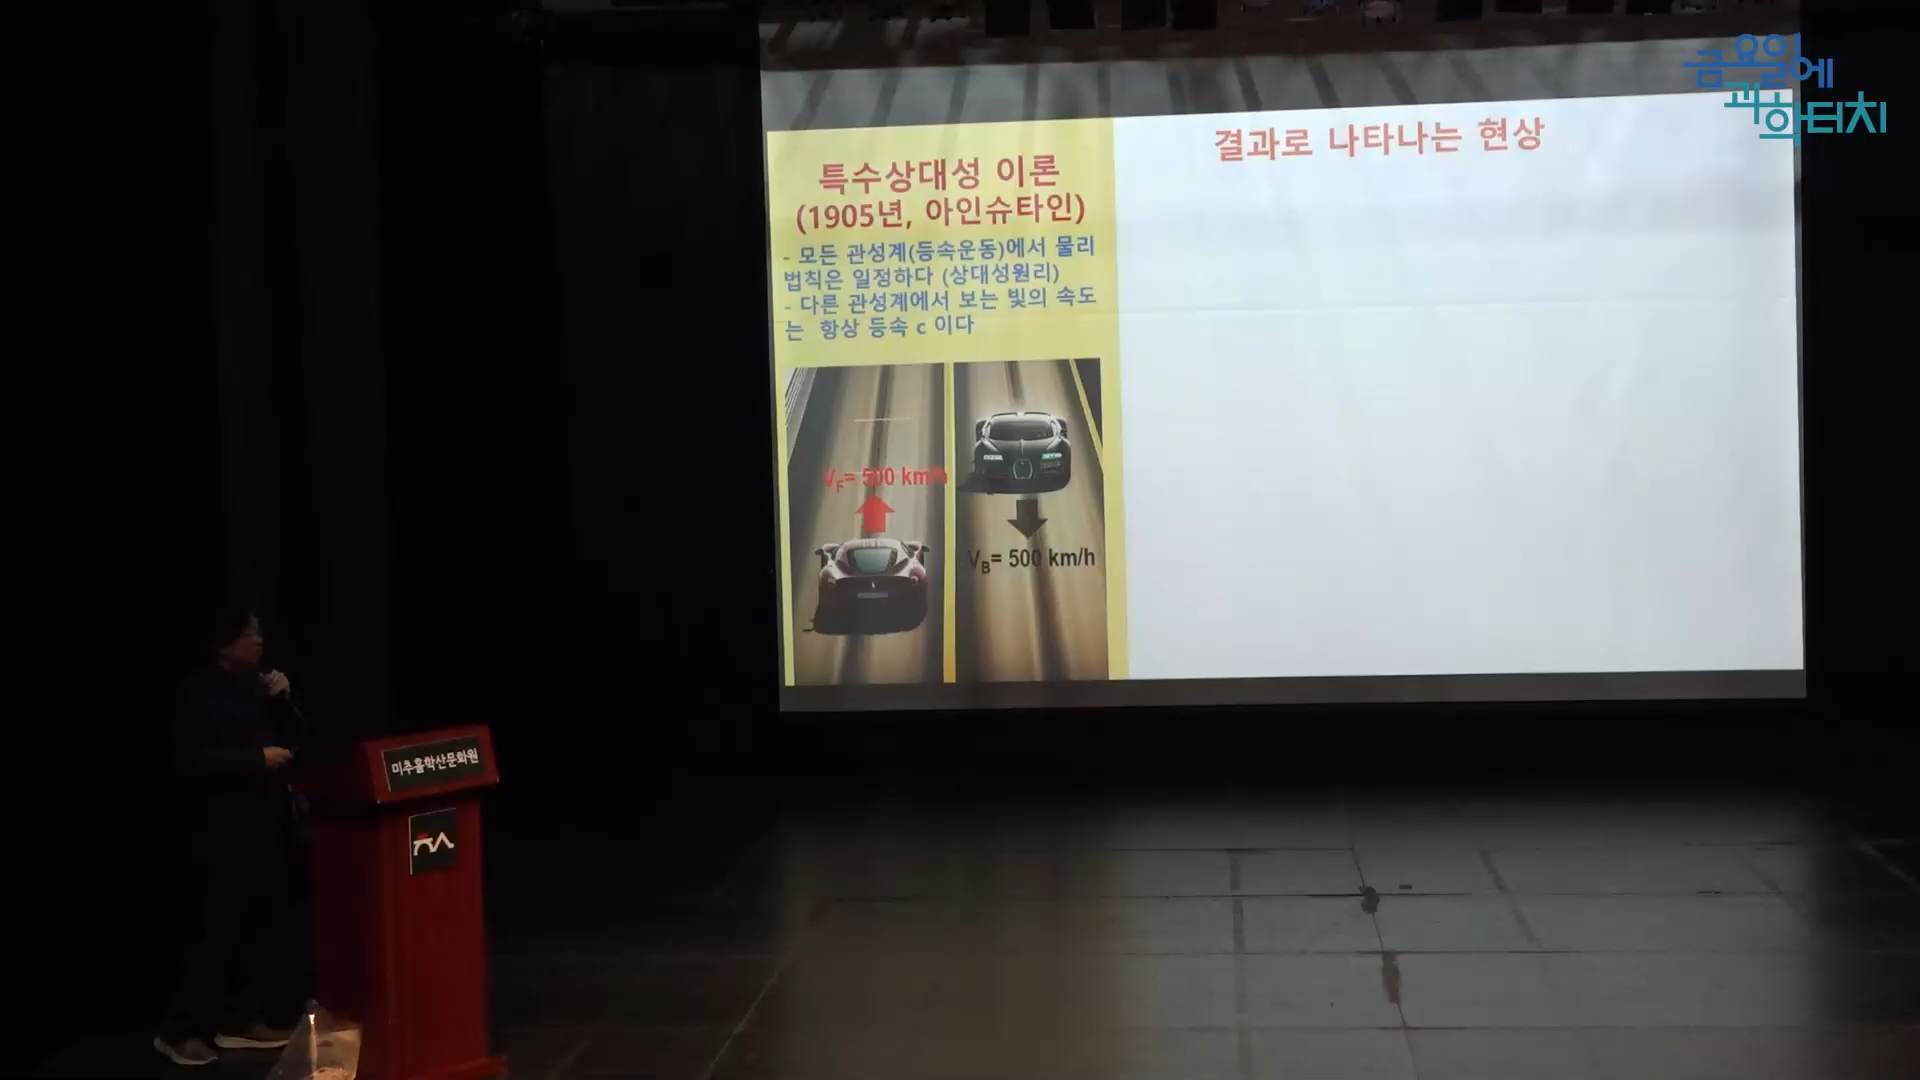 금요일에
과학터치
결과로 나타나는 현상
특수상대성 이론
(1905년, 아인슈타인)
- 모든 관성계(등속운동)에서 물리
법칙은 일정하다 (상대성원리)
- 다른 관성계에서 보는 빛의 속도
는 항상 등속 c 이다
VF= 500 km/h
VB= 500 km/h
미추홀학산문화원